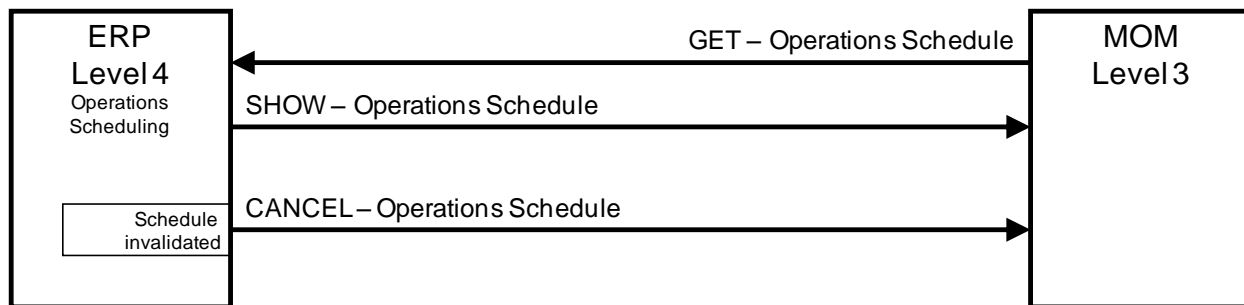 ERP
Level 4
Operations
Scheduling
GET – Operations Schedule
MOM
Level 3
SHOW – Operations Schedule
CANCEL – Operations Schedule
Schedule
invalidated